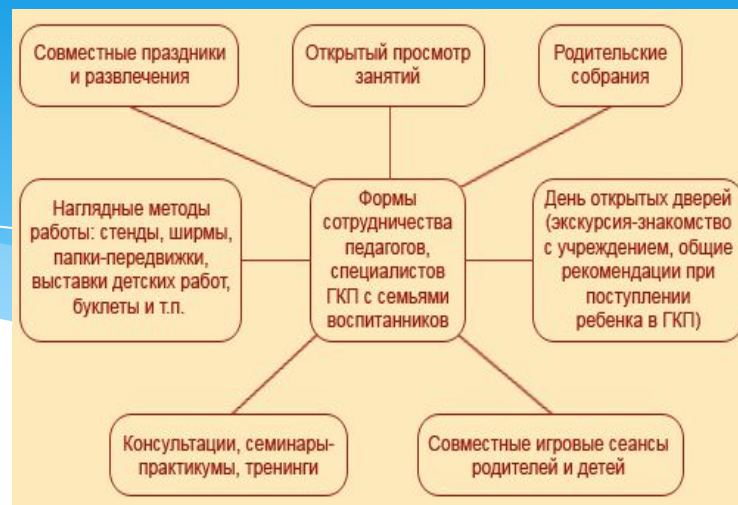 Совместные праздники
и развлечения
Открытый просмотр
занятий
Родительские
собрания
Наглядные методы
работы: стенды, ширмы,
папки-передвижки,
выставки детских работ,
буклеты и т.п.
Формы
сотрудничества
педагогов,
специалистов
ГКП с семьями
воспитанников
День открытых дверей
(экскурсия-знакомство
с учреждением, общие
рекомендации при
поступлении
ребенка в ГКП)
Консультации, семинары-
практикумы, тренинги
Совместные игровые сеансы
родителей и детей